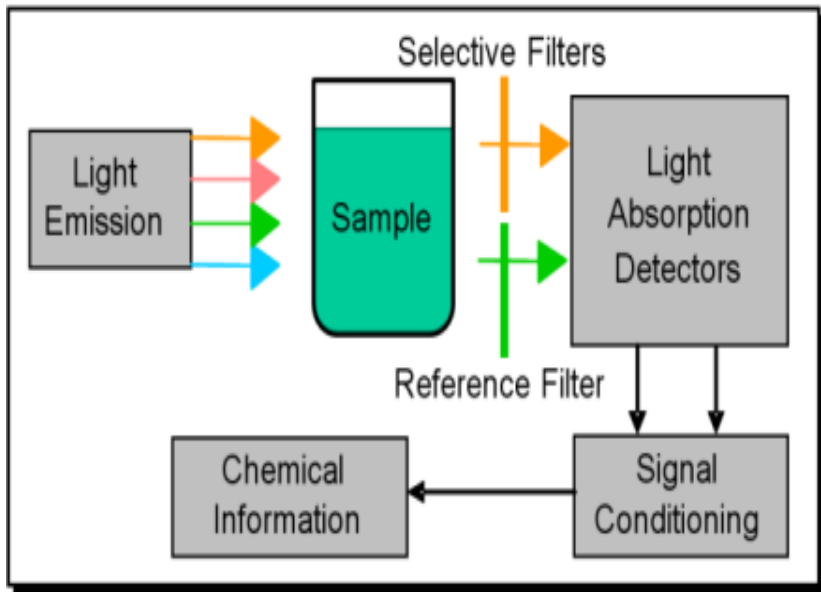 Selective Filters
Light
Emission
Sample
Light
Absorption
Detectors
Reference Filter
Chemical
Information
Signal
Conditioning